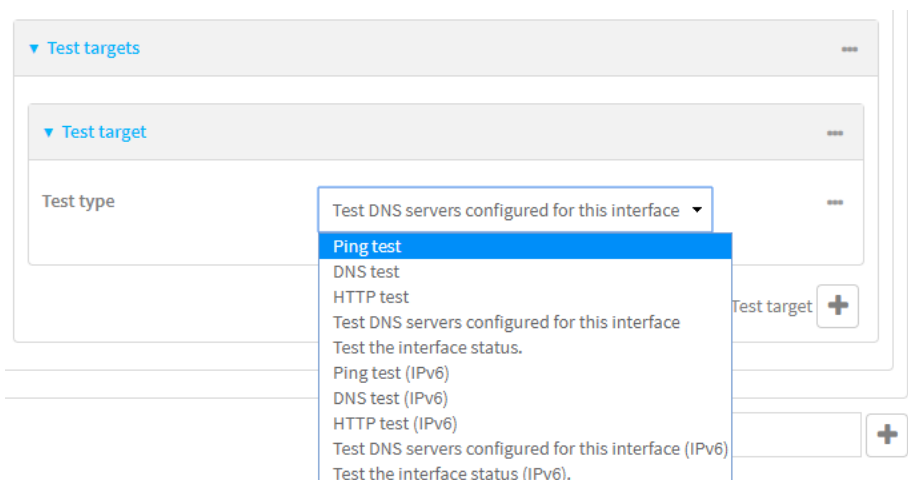 Test targets
Test target
Test type
Test DNS servers configured for this interface
Ping test
DNS test
HTTP test
Test DNS servers configured for this interface
Test the interface status.
Ping test (IPv6)
DNS test (IPv6)
HTTP test (IPv6)
Test DNS servers configured for this interface (IPv6)
Test the interface status (IPv6).
Test target